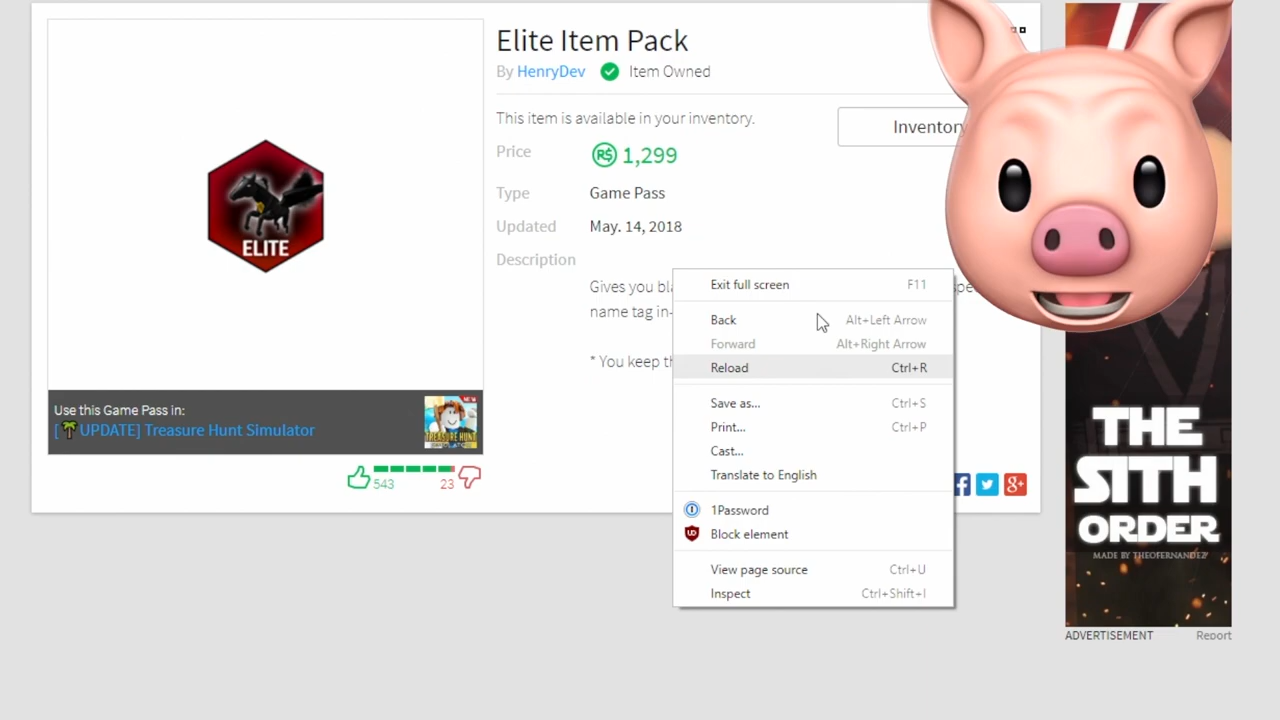 Elite Item Pack
By HenryDev Item Owned
This item is available in your inventory.
Inventory
Price R$ 1,299
Type Game Pass
Updated May. 14, 2018
Description
Gives you
name tag in-
* You keep
ELITE
Use this Game Pass in:
[🌴UPDATE] Treasure Hunt Simulator
NEW
TREASURE HUNT
543
23
Exit full screen F11
Back Alt+Left Arrow
Forward Alt+Right Arrow
Reload Ctrl+R
Save as... Ctrl+S
Print... Ctrl+P
Cast...
Translate to English
1Password
Block element
View page source Ctrl+U
Inspect Ctrl+Shift+I
THE
SITH
ORDER
MADE BY THEOFERNANDEZ
ADVERTISEMENT Report